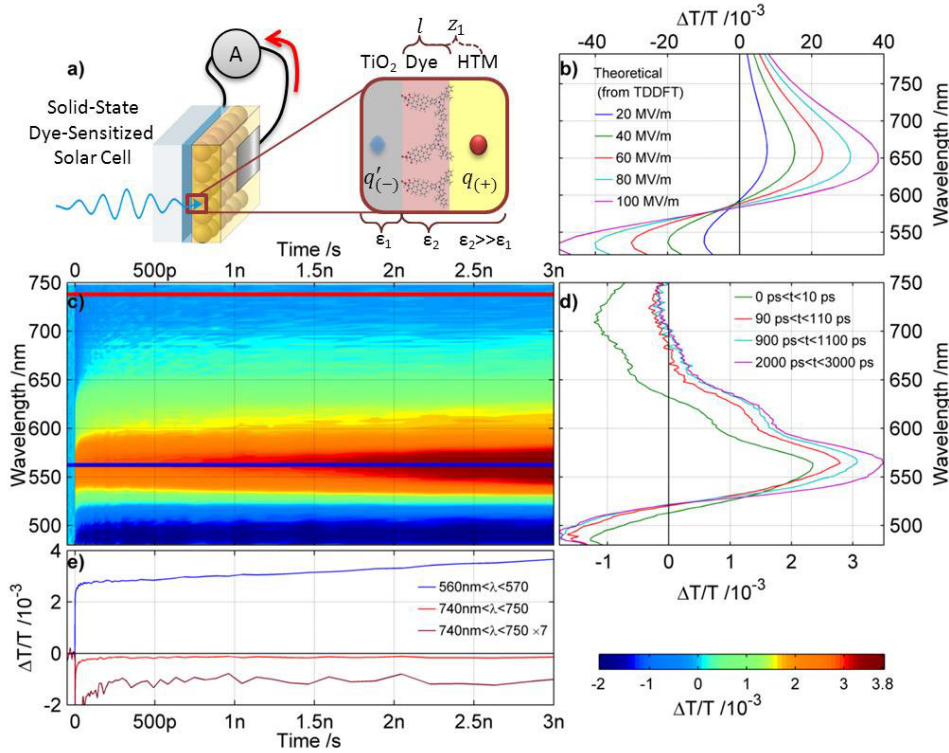 a)
Solid-State
Dye-Sensitized
Solar Cell
A
l
z₁
TiO₂ Dye HTM
q′(−)
q(+)
ε₁
ε₂
ε₂>>ε₁
b)
ΔT/T /10⁻³
-40 -20 0 20 40
Theoretical
(from TDDFT)
20 MV/m
40 MV/m
60 MV/m
80 MV/m
100 MV/m
750
700
650
600
550
Wavelength /nm
Time /s
0 500p 1n 1.5n 2n 2.5n 3n
c)
750
700
650
600
550
500
Wavelength /nm
d)
0 ps<t<10 ps
90 ps<t<110 ps
900 ps<t<1100 ps
2000 ps<t<3000 ps
750
700
650
600
550
500
Wavelength /nm
-1 0 1 2 3
ΔT/T /10⁻³
e)
4
2
0
-2
ΔT/T /10⁻³
560nm<λ<570
740nm<λ<750
740nm<λ<750 ×7
0 500p 1n 1.5n 2n 2.5n 3n
Time /s
-2 -1 0 1 2 3 3.8
ΔT/T /10⁻³